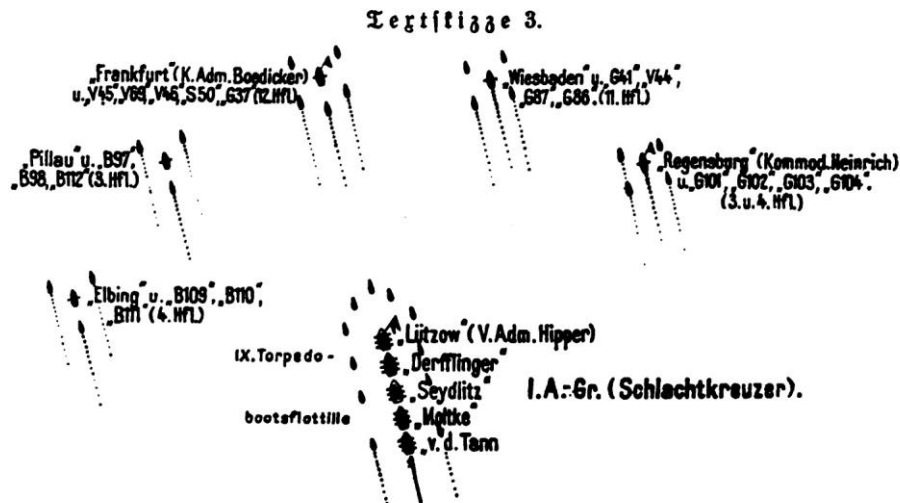 Textskizze 3.
„Frankfurt“ (K. Adm. Boedicker)
u. „V45“, „V69“, „V46“, „S50“, „G37“ (12. Hfl.)
„Wiesbaden“ u. „G41“, „V44“,
„G87“, „G86“. (11. Hfl.)
„Pillau“ u. „B97“,
„B98“, „B112“ (3. Hfl.)
„Regensburg“ (Kommod. Heinrich)
u. „G101“, „G102“, „G103“, „G104“.
(3. u. 4. Hfl.)
„Elbing“ u. „B109“, „B110“,
„B111“ (4. Hfl.)
„Lützow“ (V. Adm. Hipper)
IX. Torpedo-
„Derfflinger“
„Seydlitz“
I. A.-Gr. (Schlachtkreuzer).
bootsflottille
„Moltke“
„v. d. Tann